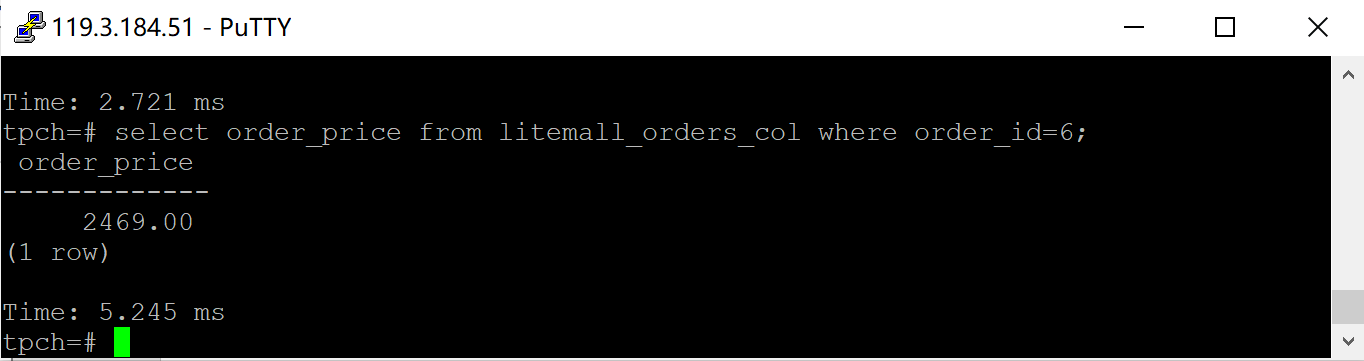 119.3.184.51 - PuTTY
Time: 2.721 ms
tpch=# select order_price from litemall_orders_col where order_id=6;
order_price
-------------
2469.00
(1 row)
Time: 5.245 ms
tpch=#